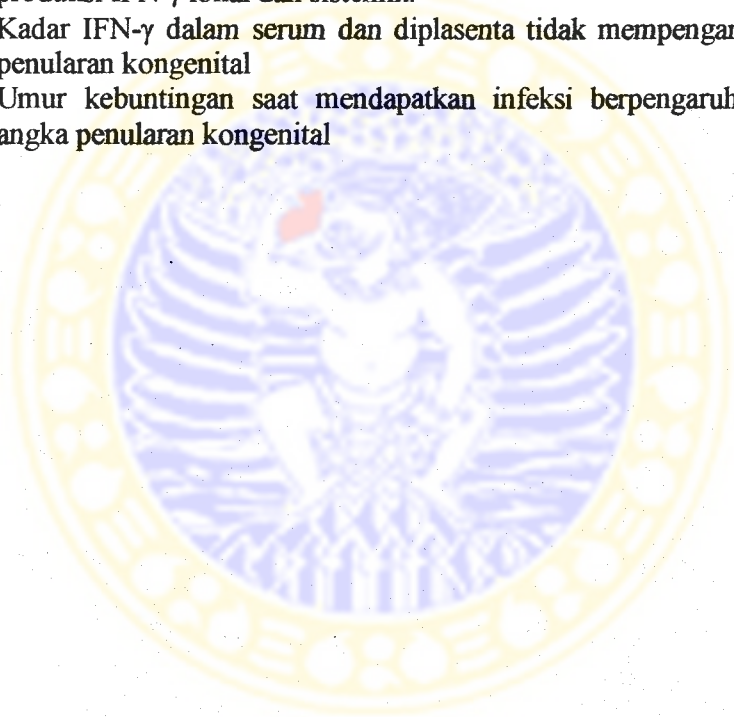 Kadar IFN-γ dalam serum dan diplasenta tidak mempengar
penularan kongenital
Umur kebuntingan saat mendapatkan infeksi berpengaruh
angka penularan kongenital